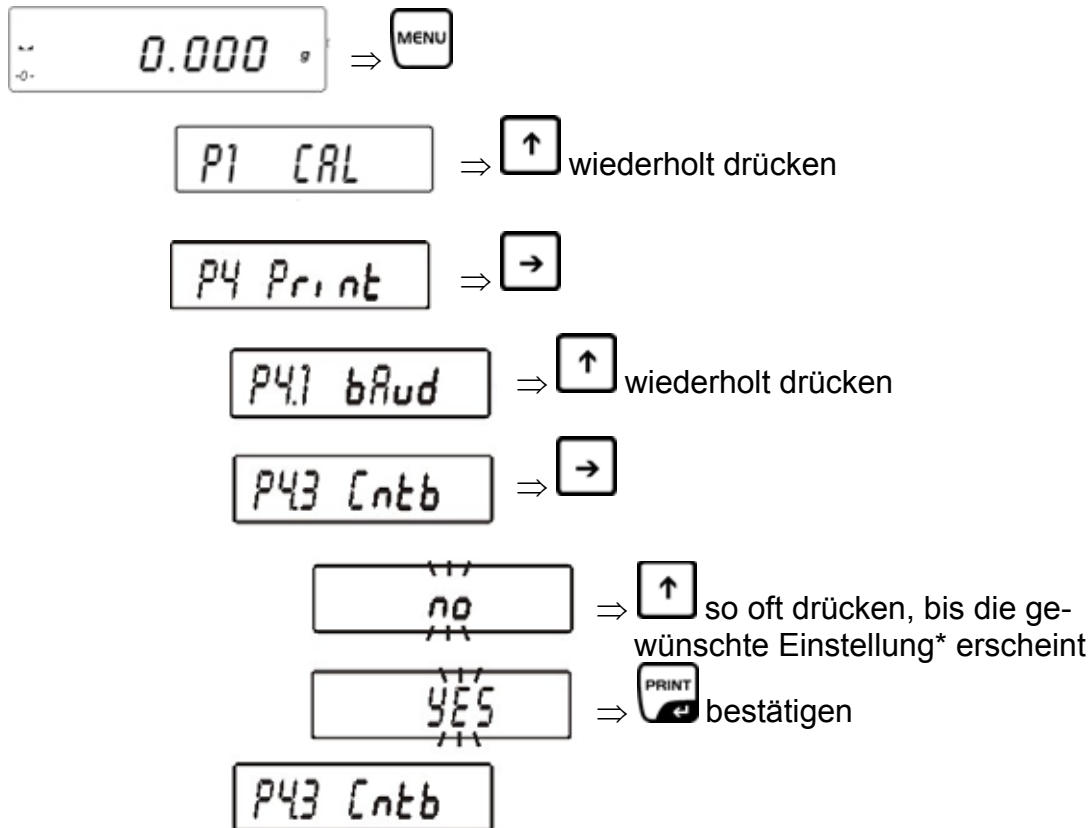 -0- 0.000 g ⇒ MENU
P1 CAL ⇒ ↑ wiederholt drücken
P4 Print ⇒ →
P4.1 bAud ⇒ ↑ wiederholt drücken
P4.3 Cntb ⇒ →
no ⇒ ↑ so oft drücken, bis die ge-
wünschte Einstellung* erscheint
YES ⇒ PRINT bestätigen
P4.3 Cntb